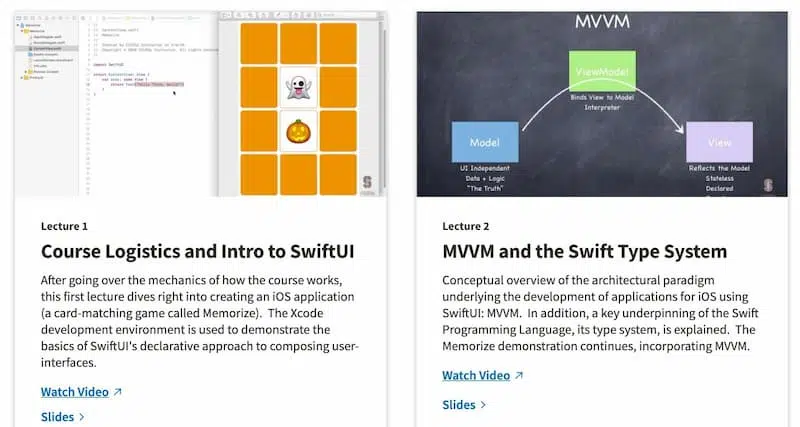 import SwiftUI
MVVM
ViewModel
Binds View to Model
Interpreter
Model
UI Independent
Data + Logic
"The Truth"
View
Reflects the Model
Stateless
Declared
Lecture 1
Course Logistics and Intro to SwiftUI
After going over the mechanics of how the course works,
this first lecture dives right into creating an iOS application
(a card-matching game called Memorize).  The Xcode
development environment is used to demonstrate the
basics of SwiftUI's declarative approach to composing user-
interfaces.
Watch Video ↗
Slides >
Lecture 2
MVVM and the Swift Type System
Conceptual overview of the architectural paradigm
underlying the development of applications for iOS using
SwiftUI: MVVM.  In addition, a key underpinning of the Swift
Programming Language, its type system, is explained.  The
Memorize demonstration continues, incorporating MVVM.
Watch Video ↗
Slides >